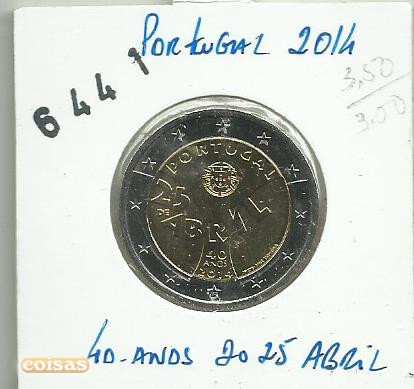 PORTUGAL 2014
644
3,50
3,00
PORTUGAL
25
DE
ABRIL
40
ANOS
2014
40-ANOS DO 25 ABRIL
coisas